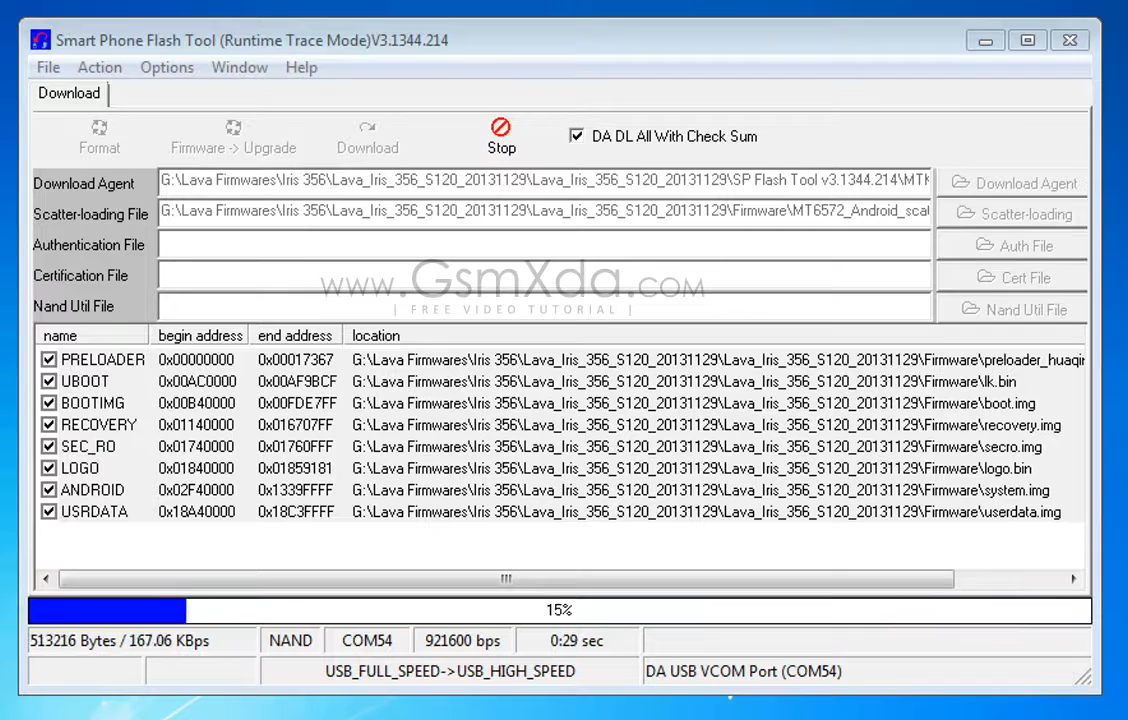 Smart Phone Flash Tool (Runtime Trace Mode)V3.1344.214
File Action Options Window Help
Download
Format Firmware -> Upgrade Download Stop DA DL All With Check Sum
Download Agent G:\Lava Firmwares\Iris 356\Lava_Iris_356_S120_20131129\Lava_Iris_356_S120_20131129\SP Flash Tool v3.1344.214\MTK Download Agent
Scatter-loading File G:\Lava Firmwares\Iris 356\Lava_Iris_356_S120_20131129\Lava_Iris_356_S120_20131129\Firmware\MT6572_Android_sca Scatter-loading
Authentication File Auth File
Certification File Cert File
www.GsmXda.com
Nand Util File Nand Util File
| FREE VIDEO TUTORIAL |
name begin address end address location
PRELOADER 0x00000000 0x00017367 G:\Lava Firmwares\Iris 356\Lava_Iris_356_S120_20131129\Lava_Iris_356_S120_20131129\Firmware\preloader_huaqin
UBOOT 0x00AC0000 0x00AF9BCF G:\Lava Firmwares\Iris 356\Lava_Iris_356_S120_20131129\Lava_Iris_356_S120_20131129\Firmware\lk.bin
BOOTIMG 0x00B40000 0x00FDE7FF G:\Lava Firmwares\Iris 356\Lava_Iris_356_S120_20131129\Lava_Iris_356_S120_20131129\Firmware\boot.img
RECOVERY 0x01140000 0x016707FF G:\Lava Firmwares\Iris 356\Lava_Iris_356_S120_20131129\Lava_Iris_356_S120_20131129\Firmware\recovery.img
SEC_RO 0x01740000 0x01760FFF G:\Lava Firmwares\Iris 356\Lava_Iris_356_S120_20131129\Lava_Iris_356_S120_20131129\Firmware\secro.img
LOGO 0x01840000 0x01859181 G:\Lava Firmwares\Iris 356\Lava_Iris_356_S120_20131129\Lava_Iris_356_S120_20131129\Firmware\logo.bin
ANDROID 0x02F40000 0x1339FFFF G:\Lava Firmwares\Iris 356\Lava_Iris_356_S120_20131129\Lava_Iris_356_S120_20131129\Firmware\system.img
USRDATA 0x18A40000 0x18C3FFFF G:\Lava Firmwares\Iris 356\Lava_Iris_356_S120_20131129\Lava_Iris_356_S120_20131129\Firmware\userdata.img
15%
513216 Bytes / 167.06 KBps NAND COM54 921600 bps 0:29 sec
USB_FULL_SPEED->USB_HIGH_SPEED DA USB VCOM Port (COM54)